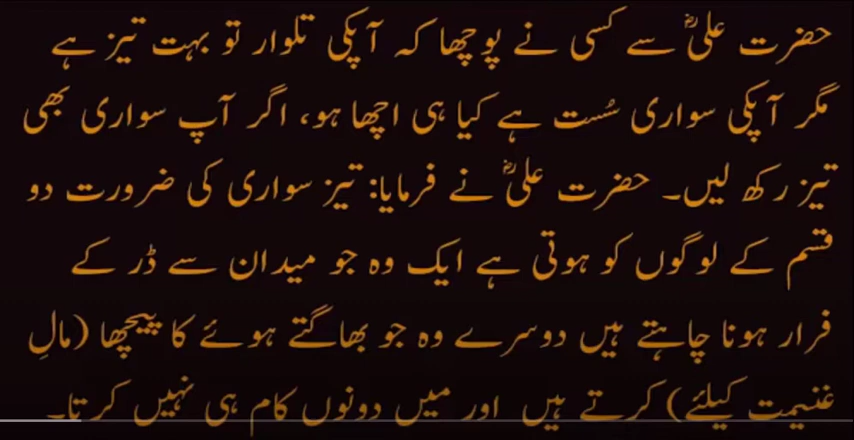 حضرت علیؓ سے کسی نے پوچھا کہ آپکی تلوار تو بہت تیز ہے
مگر آپکی سواری سُست ہے کیا ہی اچھا ہو، اگر آپ سواری بھی
تیز رکھ لیں۔ حضرت علیؓ نے فرمایا: تیز سواری کی ضرورت دو
قسم کے لوگوں کو ہوتی ہے ایک وہ جو میدان سے ڈر کے
فرار ہونا چاہتے ہیں دوسرے وہ جو بھاگتے ہوئے کا پیچھا (مالِ
غنیمت کیلئے) کرتے ہیں اور میں دونوں کام ہی نہیں کرتا۔